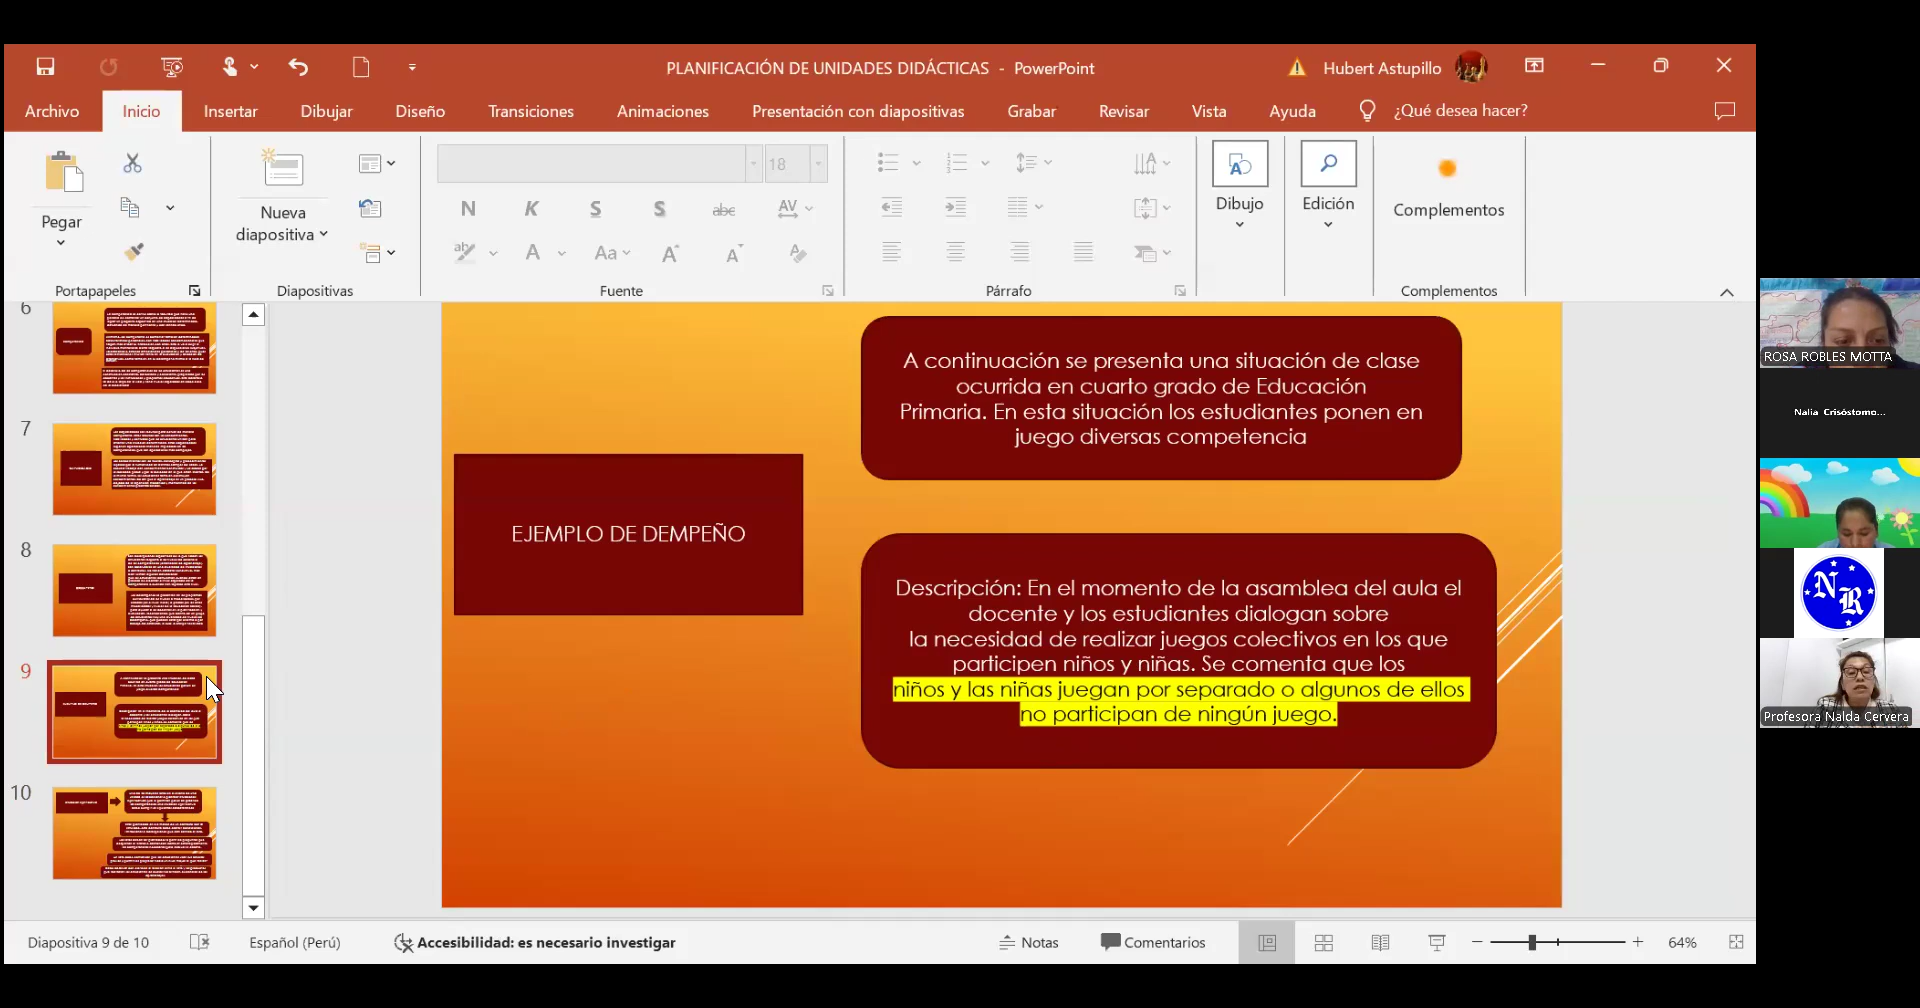 PLANIFICACIÓN DE UNIDADES DIDÁCTICAS - PowerPoint
Hubert Astupillo
Archivo
Inicio
Insertar
Dibujar
Diseño
Transiciones
Animaciones
Presentación con diapositivas
Grabar
Revisar
Vista
Ayuda
¿Qué desea hacer?
Pegar
Nueva
diapositiva
18
N
K
S
S
abc
AV
ab
A
Aa
A
A
A
Dibujo
Edición
Complementos
Portapapeles
Diapositivas
Fuente
Párrafo
Complementos
6
7
8
9
10
A continuación se presenta una situación de clase
ocurrida en cuarto grado de Educación
Primaria. En esta situación los estudiantes ponen en
juego diversas competencia
EJEMPLO DE DEMPEÑO
Descripción: En el momento de la asamblea del aula el
docente y los estudiantes dialogan sobre
la necesidad de realizar juegos colectivos en los que
participen niños y niñas. Se comenta que los
niños y las niñas juegan por separado o algunos de ellos
no participan de ningún juego.
ROSA ROBLES MOTTA
Nalia Crisóstomo...
N
R
Profesora Nalda Cervera
Diapositiva 9 de 10
Español (Perú)
Accesibilidad: es necesario investigar
Notas
Comentarios
64%